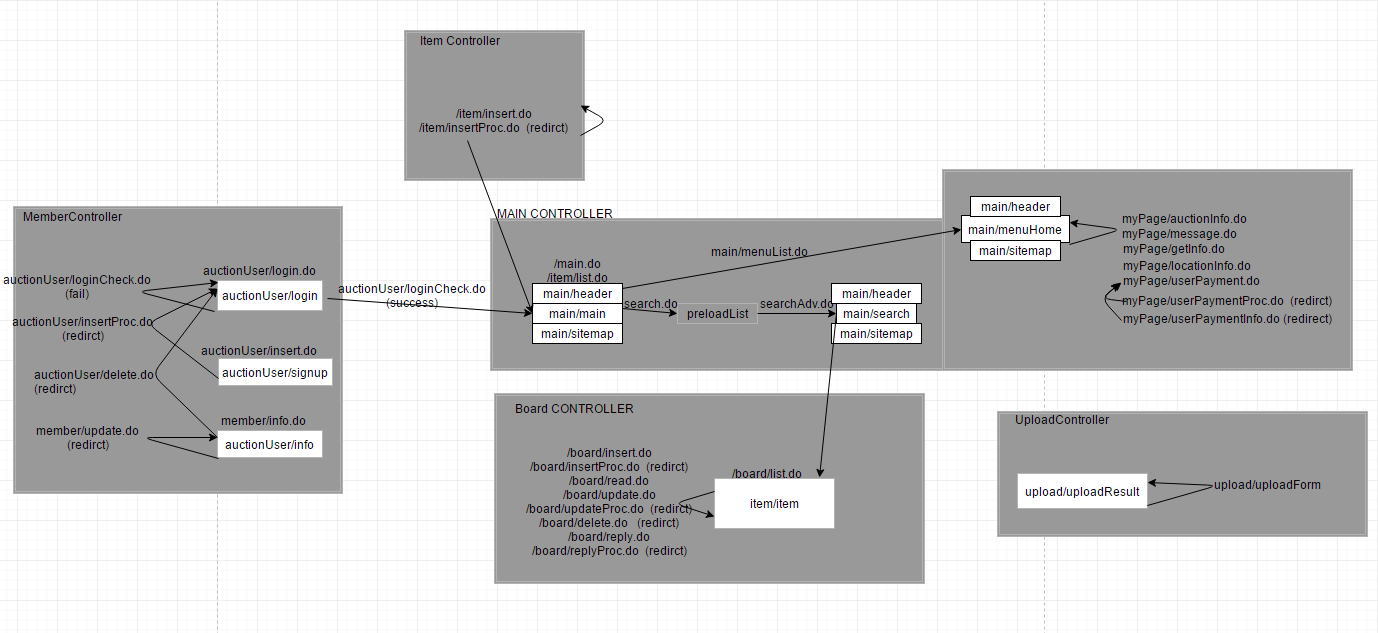 Item Controller
/item/insert.do
/item/insertProc.do (redirct)
MemberController
auctionUser/login.do
auctionUser/loginCheck.do
(fail)
auctionUser/login
auctionUser/insertProc.do
(redirct)
auctionUser/insert.do
auctionUser/signup
auctionUser/delete.do
(redirct)
member/info.do
member/update.do
(redirct)
auctionUser/info
auctionUser/loginCheck.do
(success)
MAIN CONTROLLER
/main.do
/item/list.do
main/header
main/main
main/sitemap
main/menuList.do
search.do
preloadList
searchAdv.do
main/header
main/search
main/sitemap
main/header
main/menuHome
main/sitemap
myPage/auctionInfo.do
myPage/message.do
myPage/getInfo.do
myPage/locationInfo.do
myPage/userPayment.do
myPage/userPaymentProc.do (redirct)
myPage/userPaymentInfo.do (redirect)
Board CONTROLLER
/board/insert.do
/board/insertProc.do (redirct)
/board/read.do
/board/update.do
/board/updateProc.do (redirct)
/board/delete.do (redirct)
/board/reply.do
/board/replyProc.do (redirct)
/board/list.do
item/item
UploadController
upload/uploadResult
upload/uploadForm